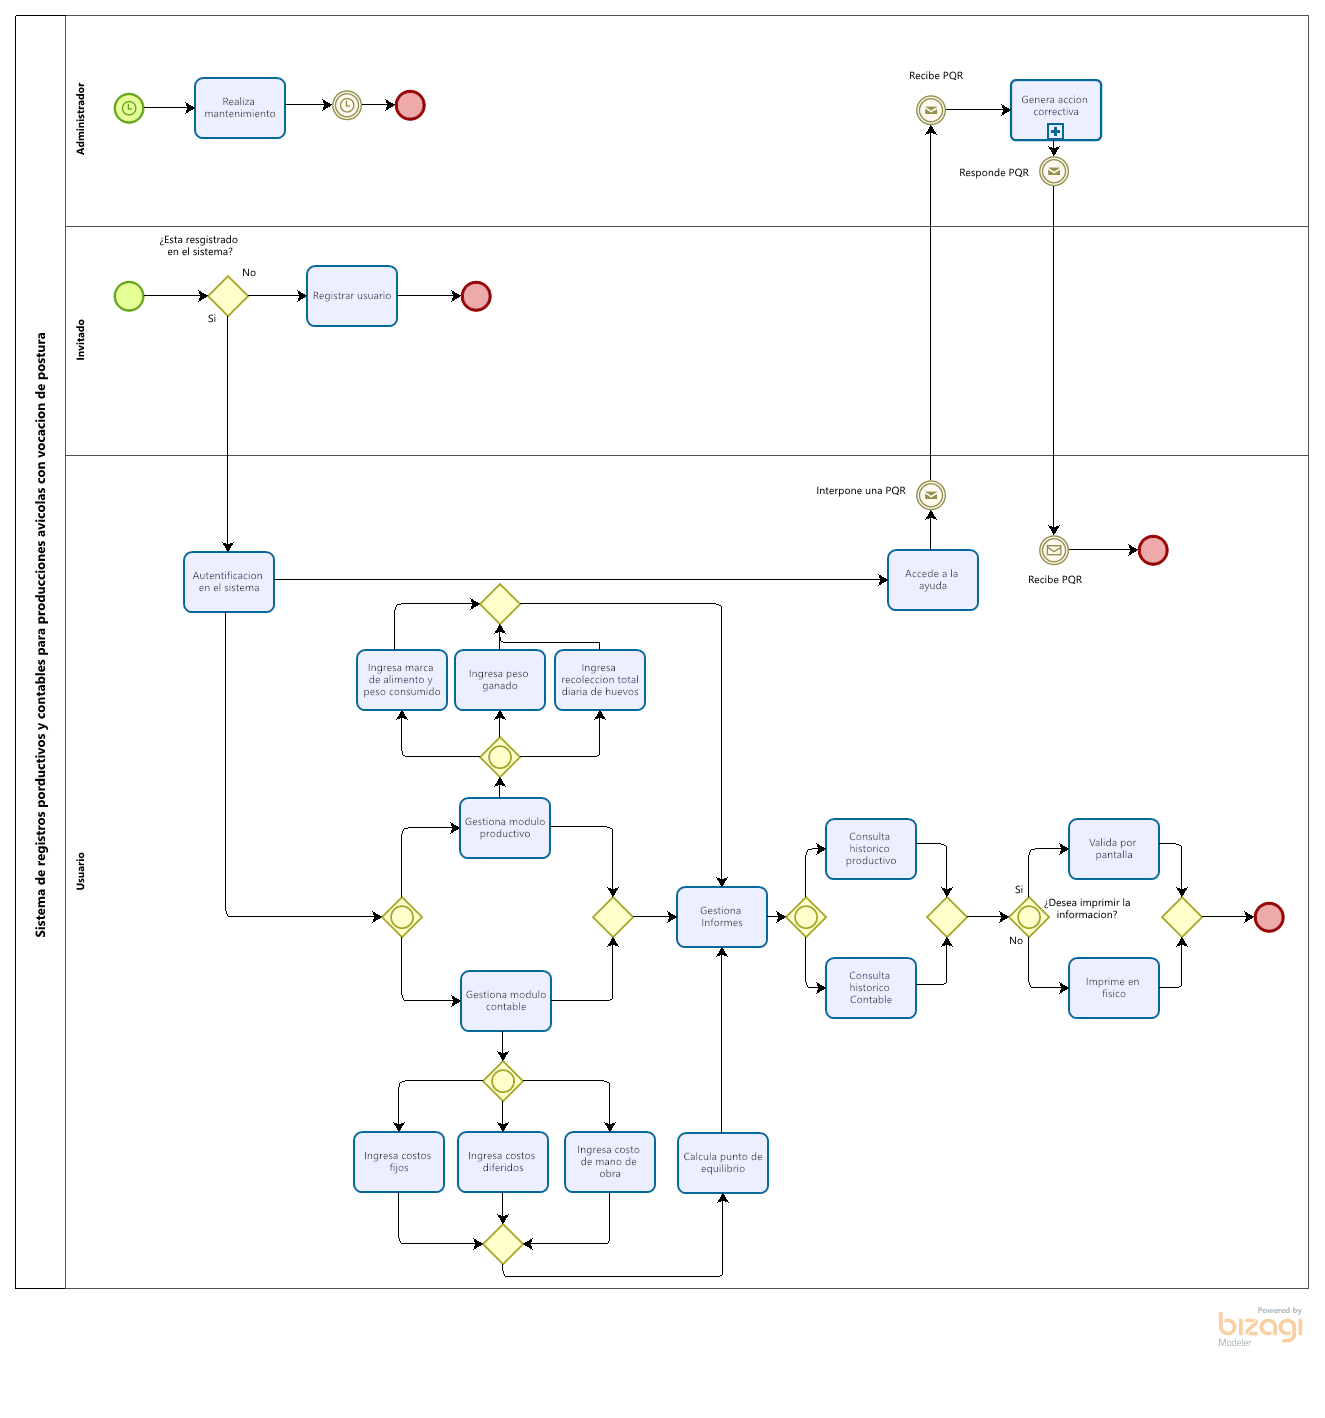 Sistema de registros porductivos y contables para producciones avicolas con vocacion de postura
Administrador
Realiza
mantenimiento
Recibe PQR
Genera accion
correctiva
Responde PQR
Invitado
¿Esta resgistrado
en el sistema?
No
Si
Registrar usuario
Usuario
Interpone una PQR
Autentificacion
en el sistema
Accede a la
ayuda
Recibe PQR
Ingresa marca
de alimento y
peso consumido
Ingresa peso
ganado
Ingresa
recoleccion total
diaria de huevos
Gestiona modulo
productivo
Gestiona
Informes
Consulta
historico
productivo
Valida por
pantalla
Si
¿Desea imprimir la
informacion?
No
Gestiona modulo
contable
Consulta
historico
Contable
Imprime en
fisico
Ingresa costos
fijos
Ingresa costos
diferidos
Ingresa costo
de mano de
obra
Calcula punto de
equilibrio
Powered by
bizagi
Modeler